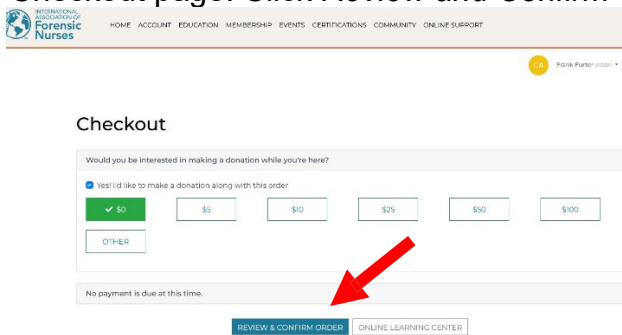 Checkout page: Click Review and Confirm
INTERNATIONAL
ASSOCIATION OF
Forensic
Nurses
HOME ACCOUNT EDUCATION MEMBERSHIP EVENTS CERTIFICATIONS COMMUNITY ONLINE SUPPORT
CA Frank Furter
Checkout
Would you be interested in making a donation while you're here?
Yes! I'd like to make a donation along with this order
✓ $0 $5 $10 $25 $50 $100
OTHER
No payment is due at this time.
REVIEW & CONFIRM ORDER ONLINE LEARNING CENTER